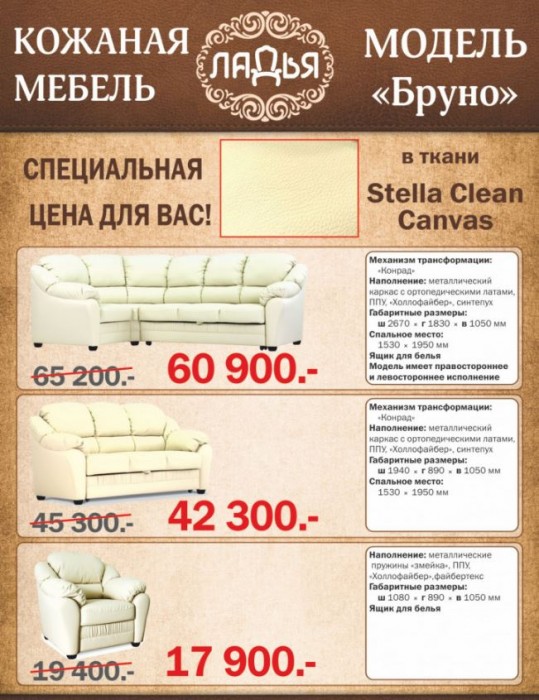 КОЖАНАЯ
МЕБЕЛЬ
ЛАДЬЯ
МОДЕЛЬ
«Бруно»
СПЕЦИАЛЬНАЯ
ЦЕНА ДЛЯ ВАС!
в ткани
Stella Clean
Canvas
65 200.-
60 900.-
Механизм трансформации:
«Конрад»
Наполнение: металлический
каркас с ортопедическими латами,
ППУ, «Холлофайбер», синтепух
Габаритные размеры:
ш 2670 × г 1830 × в 1050 мм
Спальное место:
1530 × 1950 мм
Ящик для белья
Модель имеет правостороннее
и левостороннее исполнение
45 300.-
42 300.-
Механизм трансформации:
«Конрад»
Наполнение: металлический
каркас с ортопедическими латами,
ППУ, «Холлофайбер», синтепух
Габаритные размеры:
ш 1940 × г 890 × в 1050 мм
Спальное место:
1530 × 1950 мм
19 400.-
17 900.-
Наполнение: металлические
пружины «змейка», ППУ,
«Холлофайбер»,файбертекс
Габаритные размеры:
ш 1080 × г 890 × в 1050 мм
Ящик для белья